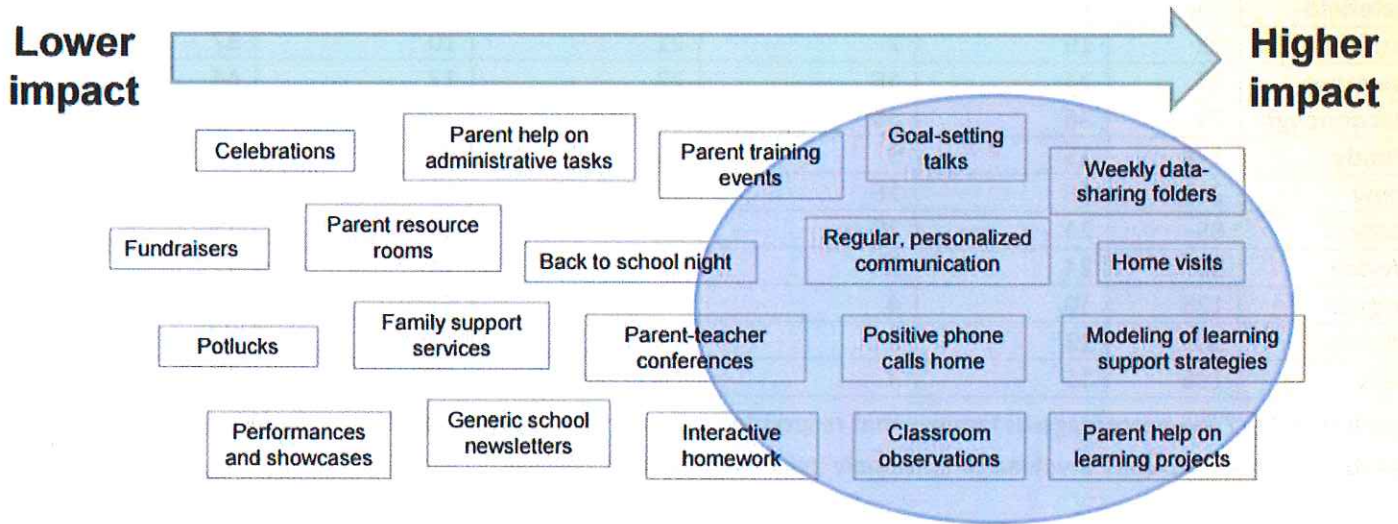 Lower
impact
Higher
impact
Celebrations
Parent help on
administrative tasks
Parent training
events
Goal-setting
talks
Weekly data-
sharing folders
Fundraisers
Parent resource
rooms
Back to school night
Regular, personalized
communication
Home visits
Potlucks
Family support
services
Parent-teacher
conferences
Positive phone
calls home
Modeling of learning
support strategies
Performances
and showcases
Generic school
newsletters
Interactive
homework
Classroom
observations
Parent help on
learning projects